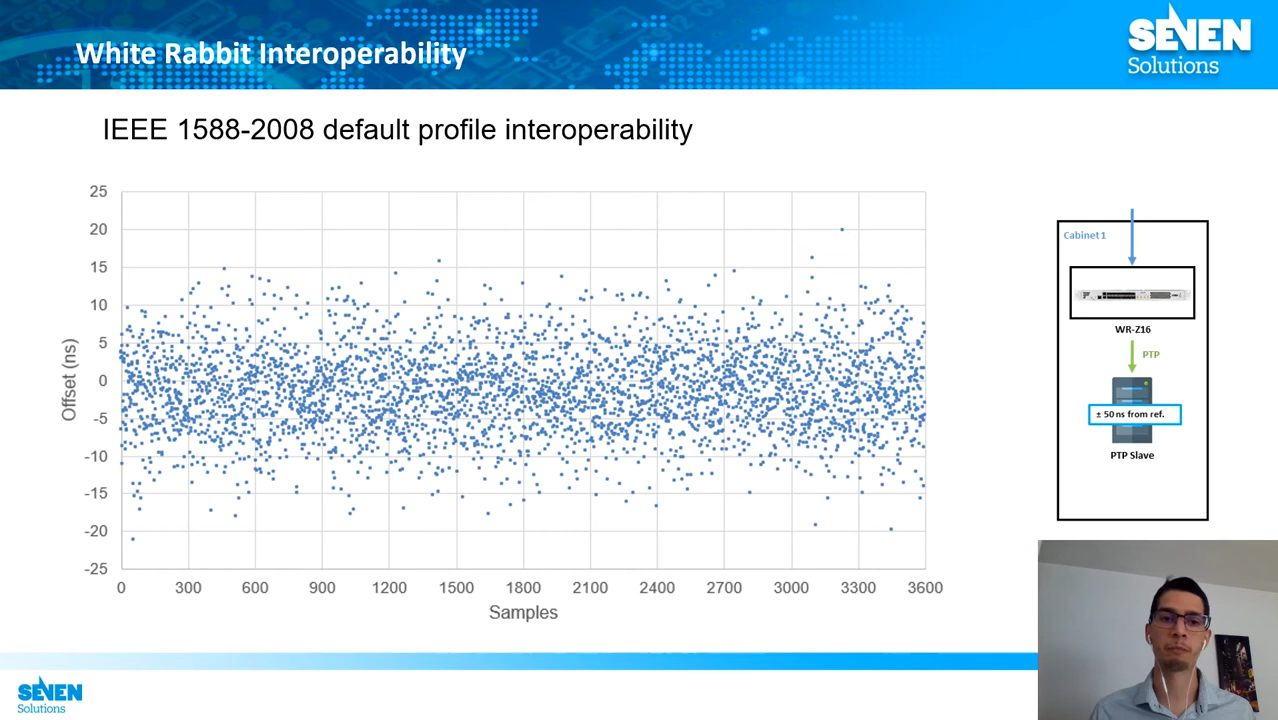 White Rabbit Interoperability
SEVEN
Solutions
IEEE 1588-2008 default profile interoperability
25
20
15
10
5
0
-5
-10
-15
-20
-25
Offset (ns)
0 300 600 900 1200 1500 1800 2100 2400 2700 3000 3300 3600
Samples
Cabinet 1
WR-Z16
PTP
± 50 ns from ref.
PTP Slave
SEVEN
Solutions